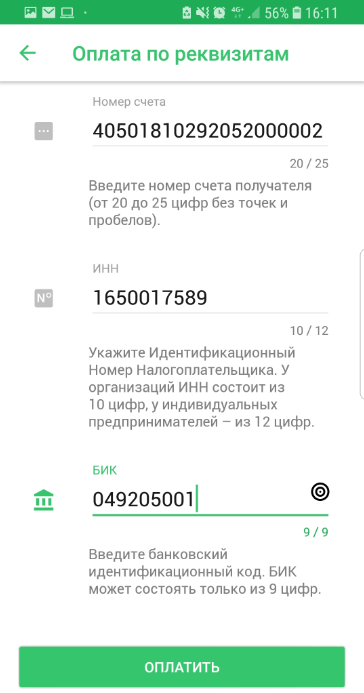 4G+ 56% 16:11
Оплата по реквизитам
Номер счета
40501810292052000002
20 / 25
Введите номер счета получателя
(от 20 до 25 цифр без точек и
пробелов).
ИНН
Nº 1650017589
10 / 12
Укажите Идентификационный
Номер Налогоплательщика. У
организаций ИНН состоит из
10 цифр, у индивидуальных
предпринимателей – из 12 цифр.
БИК
049205001
9 / 9
Введите банковский
идентификационный код. БИК
может состоять только из 9 цифр.
ОПЛАТИТЬ